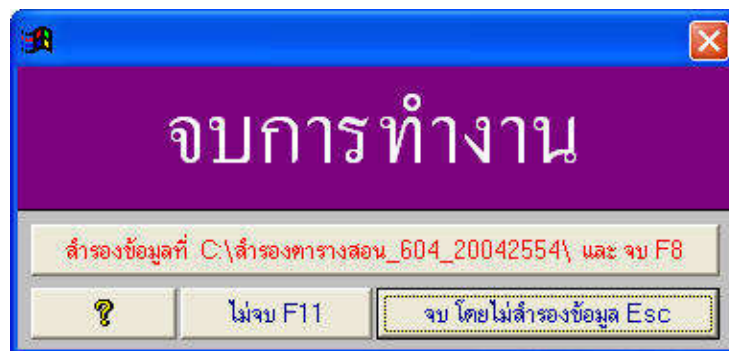 จบการทำงาน
สำรองข้อมูลที่ C:\สำรองตารางสอน_604_20042554\ และ จบ F8
? ไม่จบ F11 จบ โดยไม่สำรองข้อมูล Esc